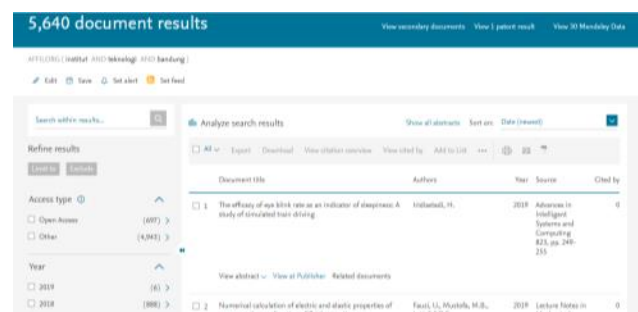 5,640 document results
View secondary documents View 1 patent result View 30 Mendeley Data
AFFILORG ( institut AND teknologi AND bandung )
Edit Save Set alert Set feed
Search within results...
Refine results
Limit to Exclude
Access type
Open Access (697)
Other (4,943)
Year
2019 (6)
2018 (888)
Analyze search results
Show all abstracts Sort on: Date (newest)
All Export Download View citation overview View cited by Add to List •••
Document title Authors Year Source Cited by
1 The efficacy of eye blink rate as an indicator of sleepiness: A Iridiastadi, H. 2019 Advances in 0
study of simulated train driving Intelligent
Systems and
Computing
823, pp. 249-
255
View abstract View at Publisher Related documents
2 Numerical calculation of electric and elastic properties of Fauzi, U., Mustofa, M.B., 2019 Lecture Notes in 0